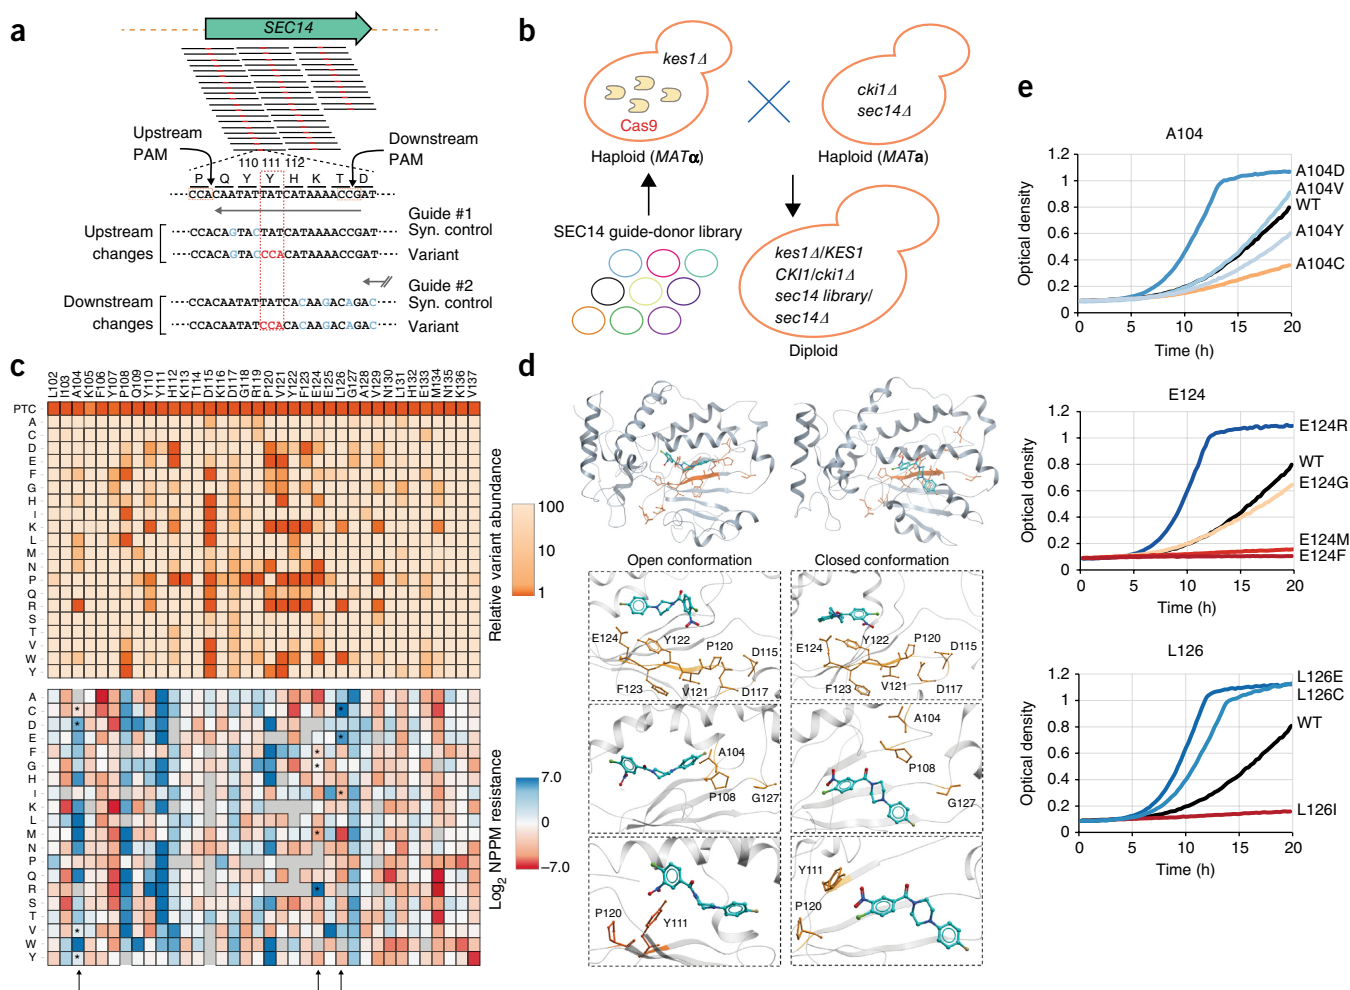 a
SEC14
Upstream
PAM
Downstream
PAM
110 111 112
P Q Y Y H K T D
CCACAATATTATCATAAAACCGAT
Guide #1
Upstream
changes
CCACAGTACTATCATAAAACCGAT
Syn. control
CCACAGTACCCACATAAAACCGAT
Variant
Guide #2
Downstream
changes
CCACAATATTATCACAAGACAGAC
Syn. control
CCACAATATCCACACAAGACAGAC
Variant
b
kes1Δ
Cas9
Haploid (MATα)
cki1Δ
sec14Δ
Haploid (MATa)
SEC14 guide-donor library
kes1Δ/KES1
CKI1/cki1Δ
sec14 library/
sec14Δ
Diploid
c
L102 I103 A104 K105 F106 Y107 P108 Q109 Y110 Y111 H112 K113 T114 D115 K116 D117 G118 R119 P120 V121 Y122 F123 E124 E125 L126 G127 A128 V129 N130 L131 H132 E133 M134 N135 K136 V137
PTC
A
C
D
E
F
G
H
I
K
L
M
N
P
Q
R
S
T
V
W
Y
100
10
1
Relative variant abundance
A
C
D
E
F
G
H
I
K
L
M
N
P
Q
R
S
T
V
W
Y
7.0
0
–7.0
Log2 NPPM resistance
d
Open conformation
Closed conformation
E124
Y122
P120
D115
F123
V121
D117
E124
Y122
P120
D115
F123
V121
D117
A104
P108
G127
A104
P108
G127
P120
Y111
Y111
P120
e
A104
Optical density
1.2
1.0
0.8
0.6
0.4
0.2
0
0 5 10 15 20
Time (h)
A104D
A104V
WT
A104Y
A104C
E124
Optical density
1.2
1
0.8
0.6
0.4
0.2
0
0 5 10 15 20
Time (h)
E124R
WT
E124G
E124M
E124F
L126
Optical density
1.2
1
0.8
0.6
0.4
0.2
0
0 5 10 15 20
Time (h)
L126E
L126C
WT
L126I